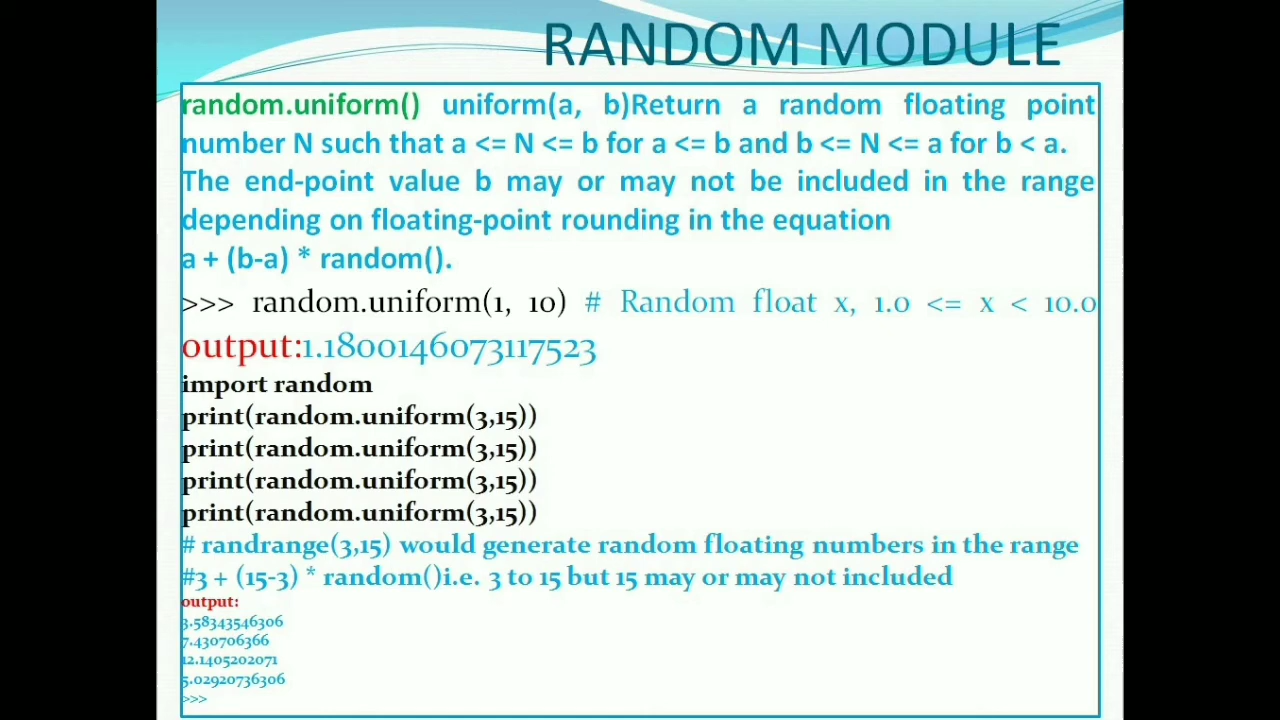 RANDOM MODULE
random.uniform() uniform(a, b)Return a random floating point
number N such that a <= N <= b for a <= b and b <= N <= a for b < a.
The end-point value b may or may not be included in the range
depending on floating-point rounding in the equation
a + (b-a) * random().
>>> random.uniform(1, 10) # Random float x, 1.0 <= x < 10.0
output:1.1800146073117523
import random
print(random.uniform(3,15))
print(random.uniform(3,15))
print(random.uniform(3,15))
print(random.uniform(3,15))
# randrange(3,15) would generate random floating numbers in the range
#3 + (15-3) * random()i.e. 3 to 15 but 15 may or may not included
output:
3.58343546306
7.430706366
12.1405202071
5.02920736306
>>>